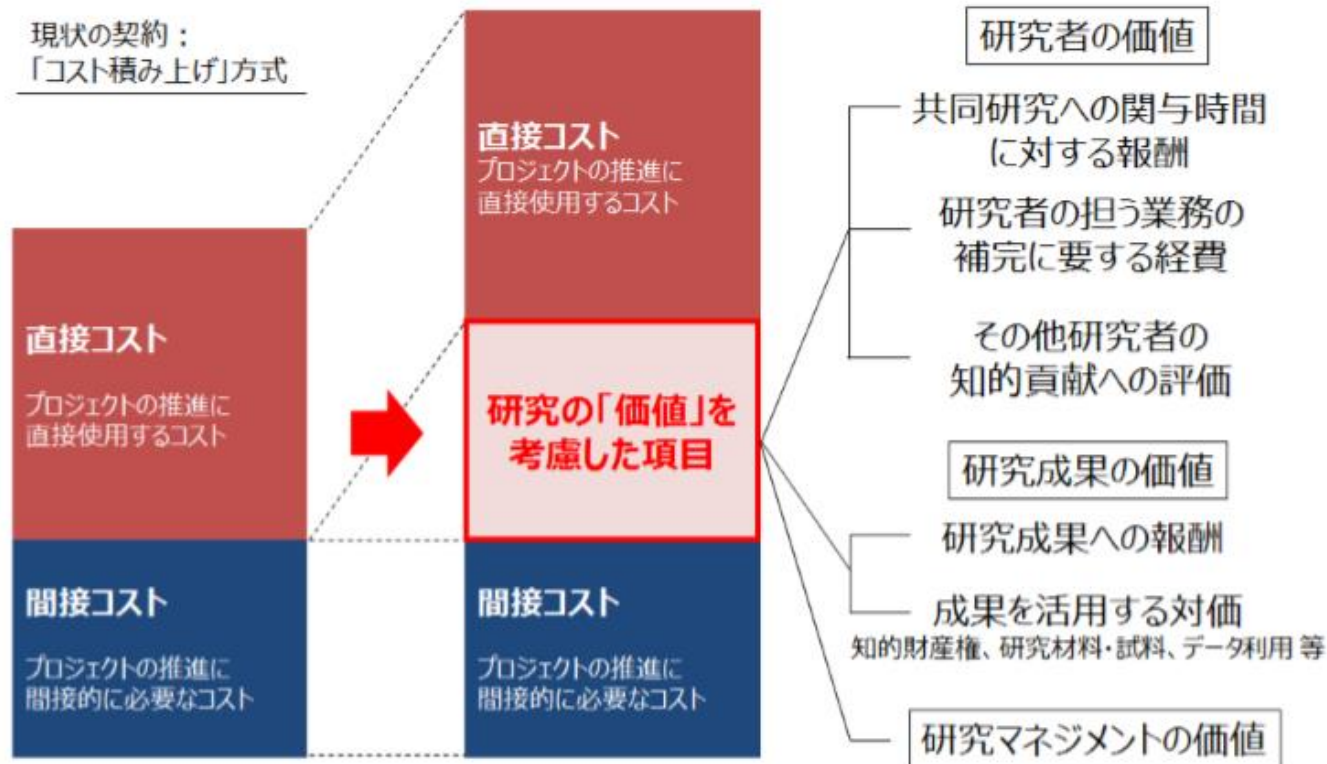 現状の契約：
「コスト積み上げ」方式
直接コスト
プロジェクトの推進に
直接使用するコスト
間接コスト
プロジェクトの推進に
間接的に必要なコスト
直接コスト
プロジェクトの推進に
直接使用するコスト
研究の「価値」を
考慮した項目
間接コスト
プロジェクトの推進に
間接的に必要なコスト
研究者の価値
共同研究への関与時間
に対する報酬
研究者の担う業務の
補完に要する経費
その他研究者の
知的貢献への評価
研究成果の価値
研究成果への報酬
成果を活用する対価
知的財産権、研究材料・試料、データ利用 等
研究マネジメントの価値